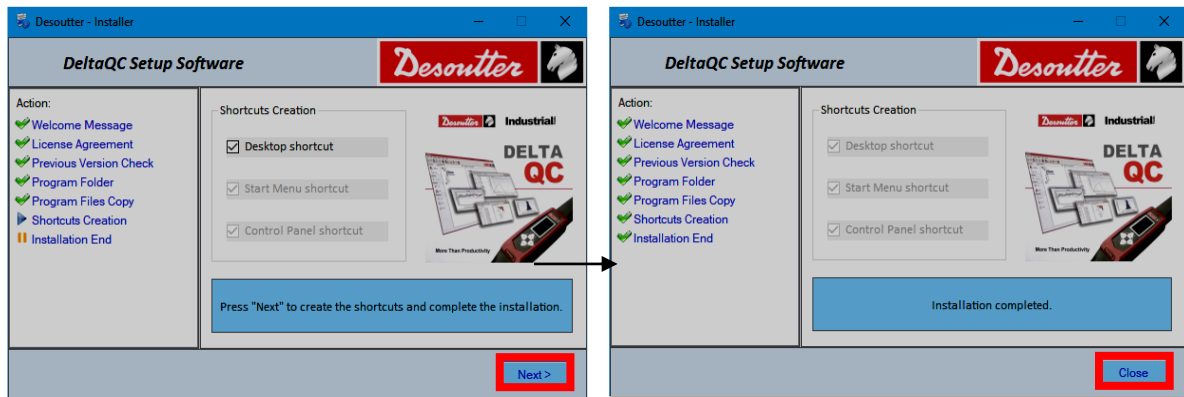 Desoutter - Installer
DeltaQC Setup Software
Desoutter
Action:
Welcome Message
License Agreement
Previous Version Check
Program Folder
Program Files Copy
Shortcuts Creation
Installation End
Shortcuts Creation
Desktop shortcut
Start Menu shortcut
Control Panel shortcut
Desoutter Industrial
DELTA
QC
More Than Productivity
Press "Next" to create the shortcuts and complete the installation.
Next >
Desoutter - Installer
DeltaQC Setup Software
Desoutter
Action:
Welcome Message
License Agreement
Previous Version Check
Program Folder
Program Files Copy
Shortcuts Creation
Installation End
Shortcuts Creation
Desktop shortcut
Start Menu shortcut
Control Panel shortcut
Desoutter Industrial
DELTA
QC
More Than Productivity
Installation completed.
Close